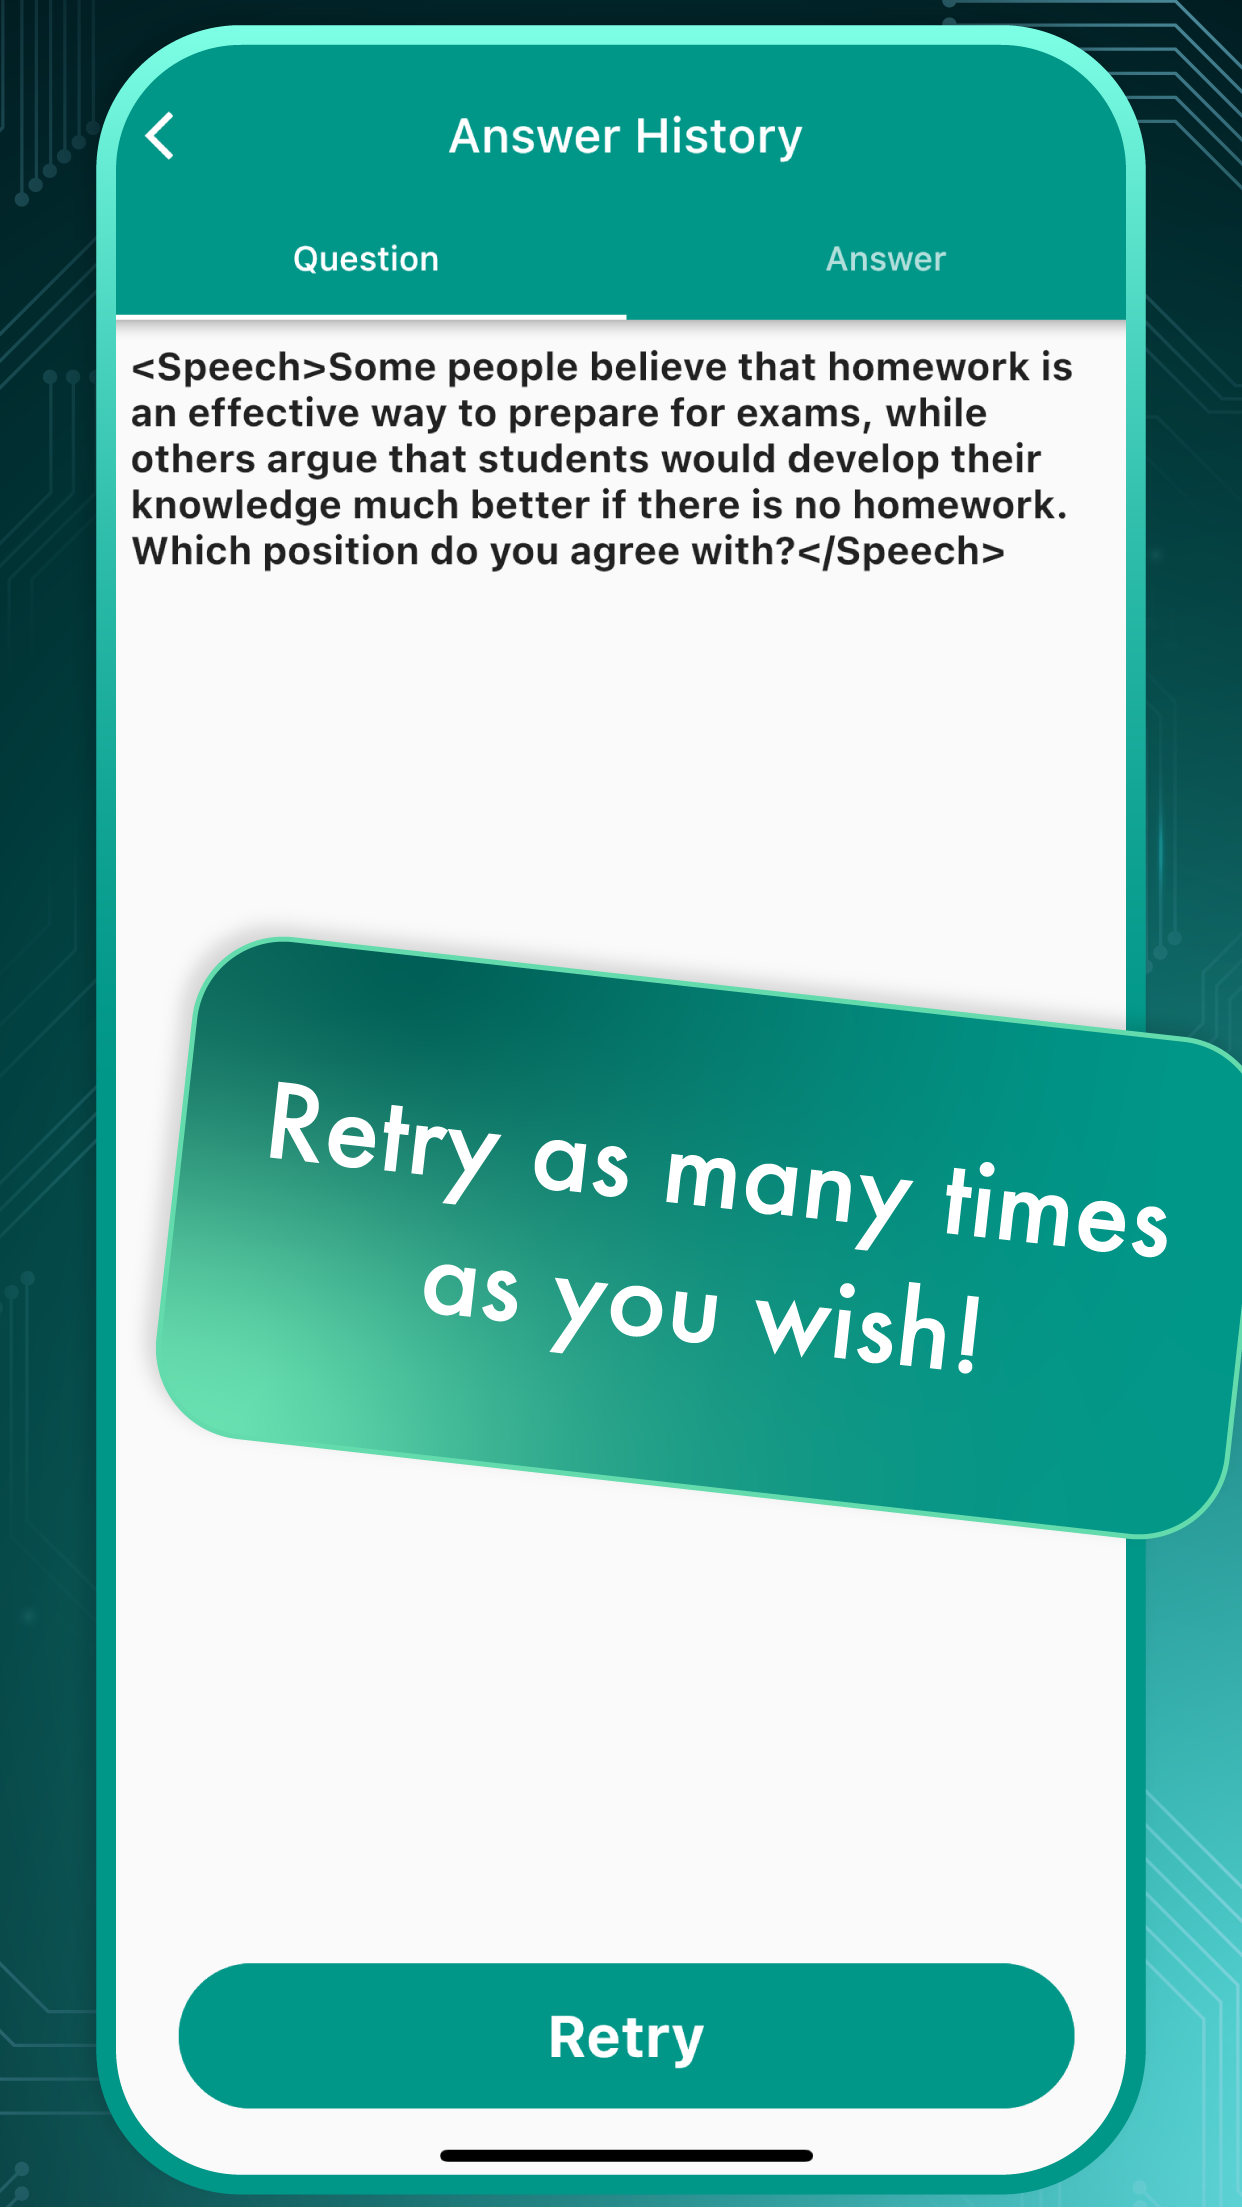 Answer History
Question
Answer
<Speech>Some people believe that homework is
an effective way to prepare for exams, while
others argue that students would develop their
knowledge much better if there is no homework.
Which position do you agree with?</Speech>
Retry as many times
as you wish!
Retry